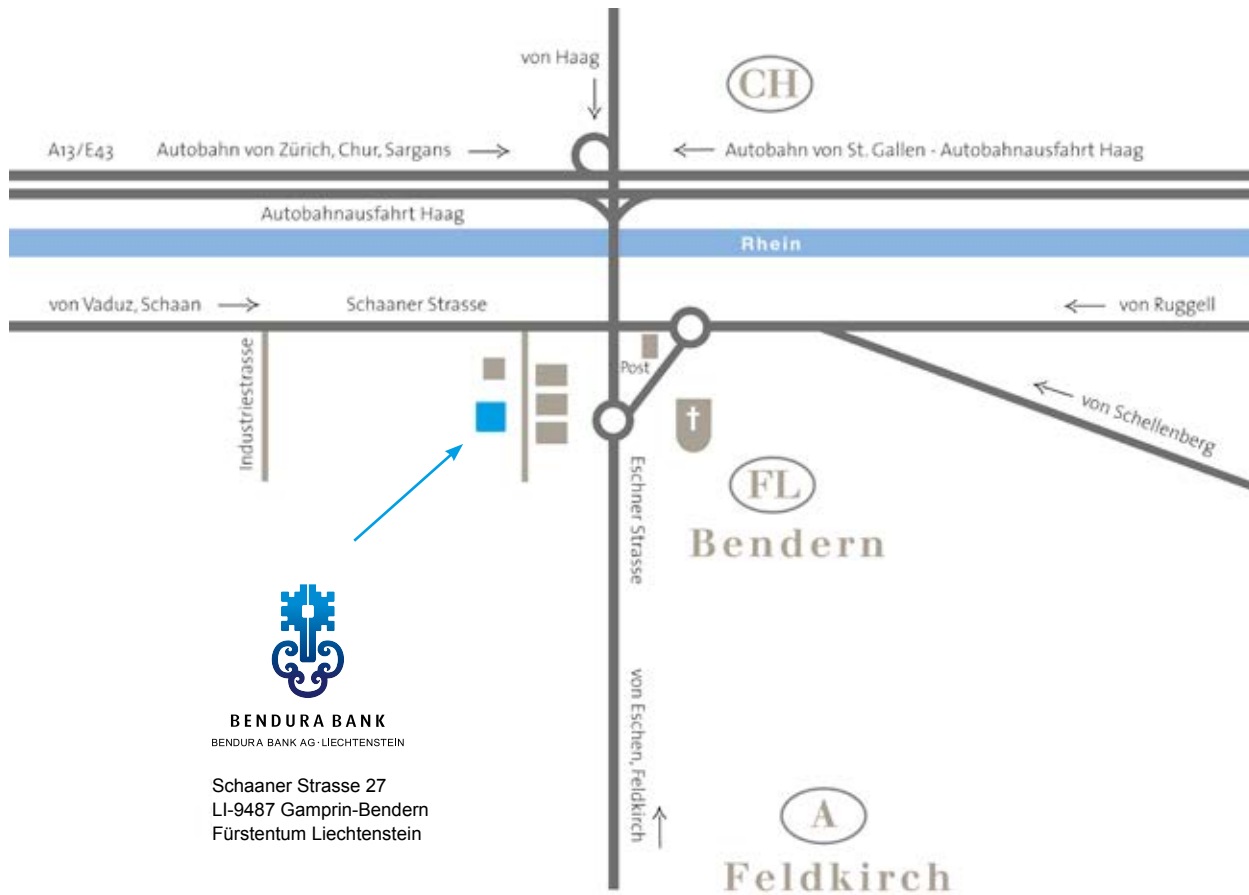 von Haag
CH
A13/E43
Autobahn von Zürich, Chur, Sargans
Autobahn von St. Gallen - Autobahnausfahrt Haag
Autobahnausfahrt Haag
Rhein
von Vaduz, Schaan
Schaaner Strasse
von Ruggell
Industriestrasse
Post
von Schellenberg
Eschner Strasse
FL
Bendern
von Eschen, Feldkirch
BENDURA BANK
BENDURA BANK AG·LIECHTENSTEIN
Schaaner Strasse 27
LI-9487 Gamprin-Bendern
Fürstentum Liechtenstein
A
Feldkirch